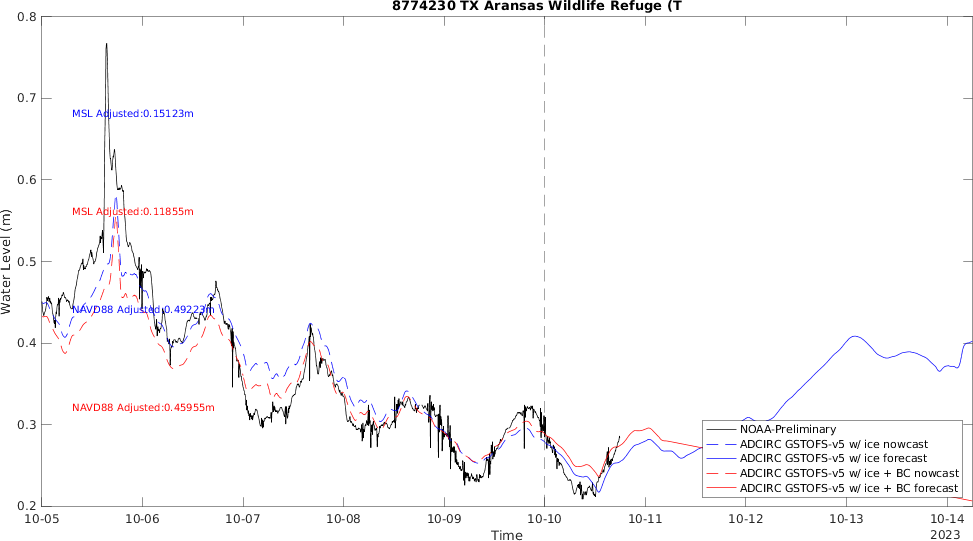 8774230 TX Aransas Wildlife Refuge (T
0.8
0.7
0.6
0.5
0.4
0.3
0.2
Water Level (m)
MSL Adjusted:0.15123m
MSL Adjusted:0.11855m
NAVD88 Adjusted:0.49223m
NAVD88 Adjusted:0.45955m
NOAA-Preliminary
ADCIRC GSTOFS-v5 w/ ice nowcast
ADCIRC GSTOFS-v5 w/ ice forecast
ADCIRC GSTOFS-v5 w/ ice + BC nowcast
ADCIRC GSTOFS-v5 w/ ice + BC forecast
10-05 10-06 10-07 10-08 10-09 10-10 10-11 10-12 10-13 10-14
Time
2023